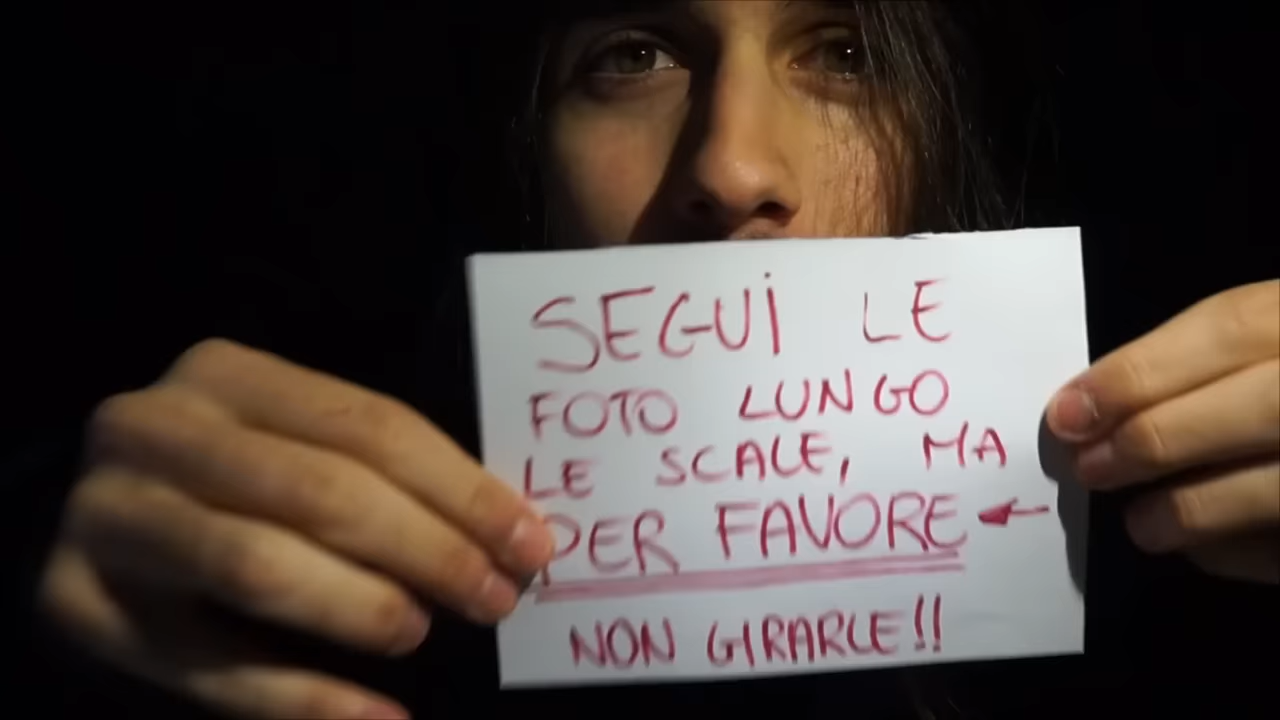 SEGUI LE
FOTO LUNGO
LE SCALE, MA
PER FAVORE ←
NON GIRARLE!!